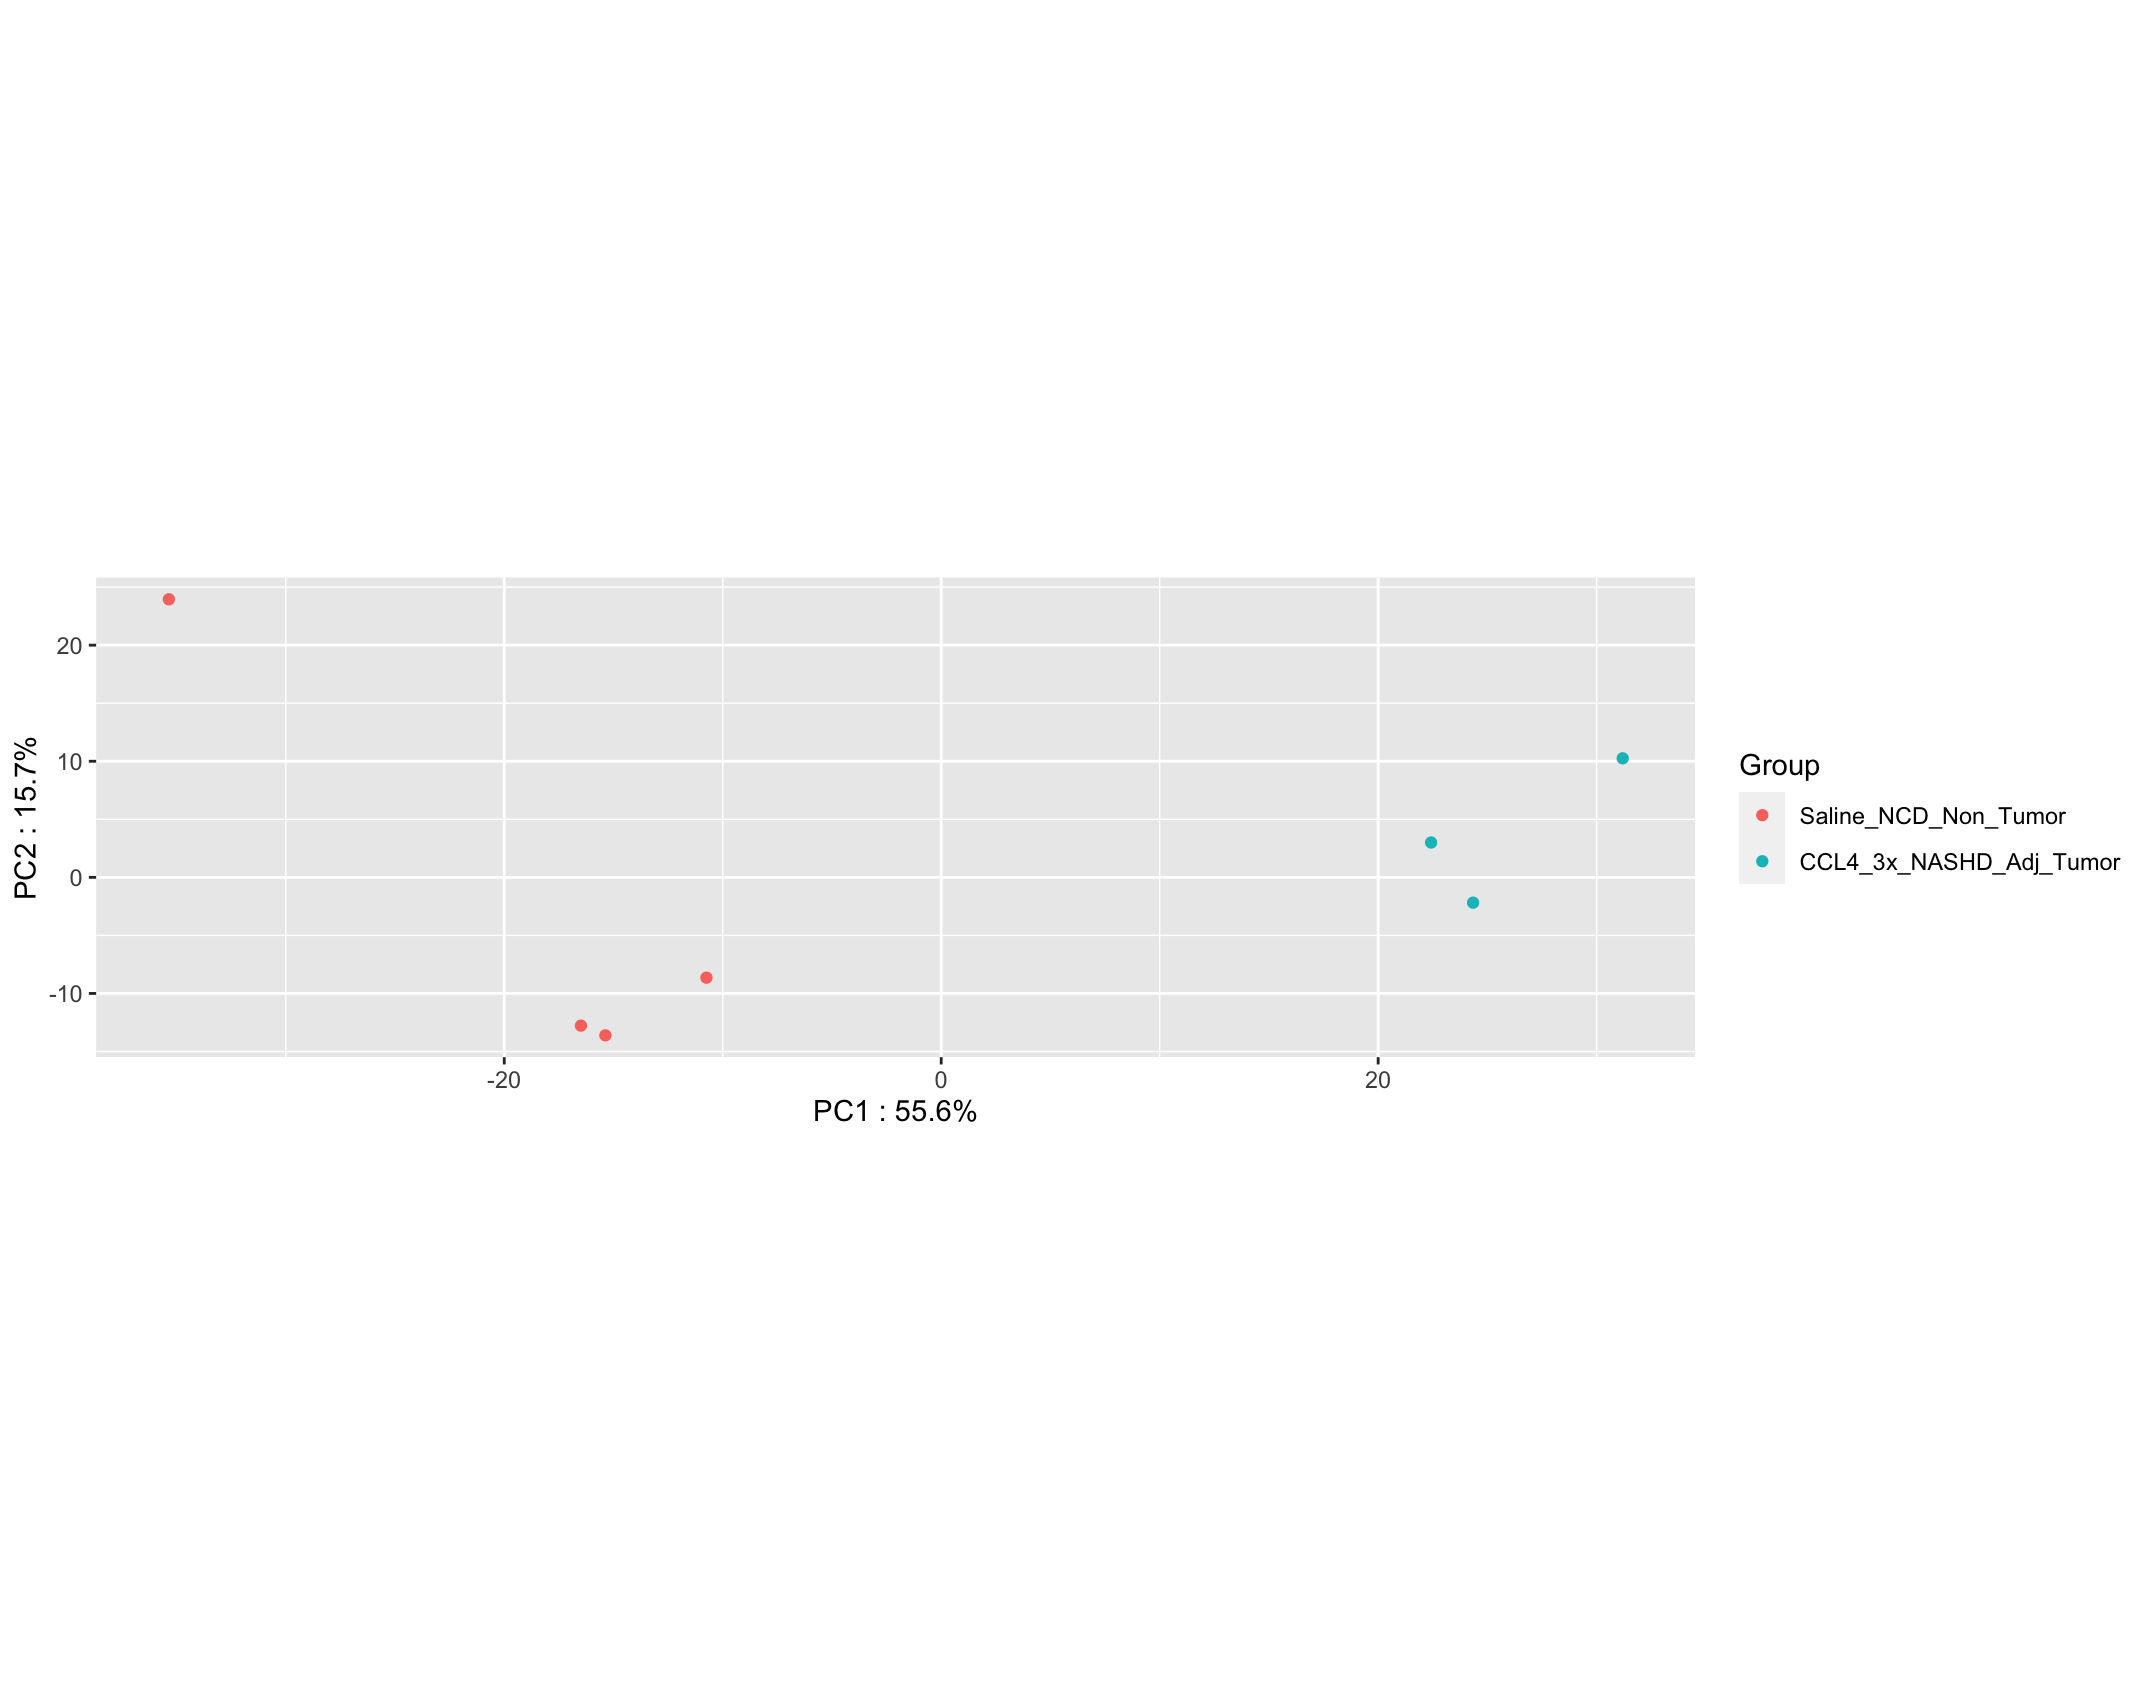 20
10
0
-10
PC2 : 15.7%
-20
0
20
PC1 : 55.6%
Group
Saline_NCD_Non_Tumor
CCL4_3x_NASHD_Adj_Tumor